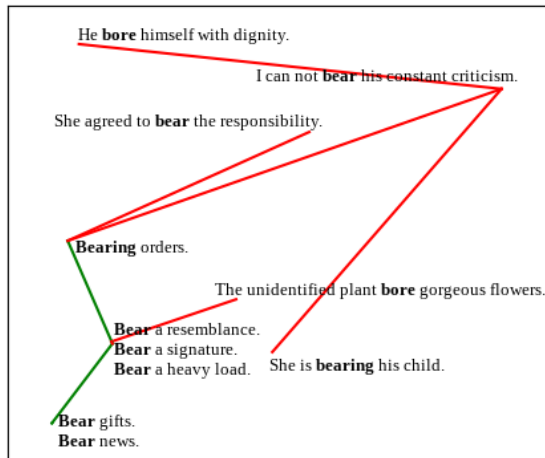 He bore himself with dignity.
I can not bear his constant criticism.
She agreed to bear the responsibility.
Bearing orders.
The unidentified plant bore gorgeous flowers.
Bear a resemblance.
Bear a signature.
Bear a heavy load.
She is bearing his child.
Bear gifts.
Bear news.